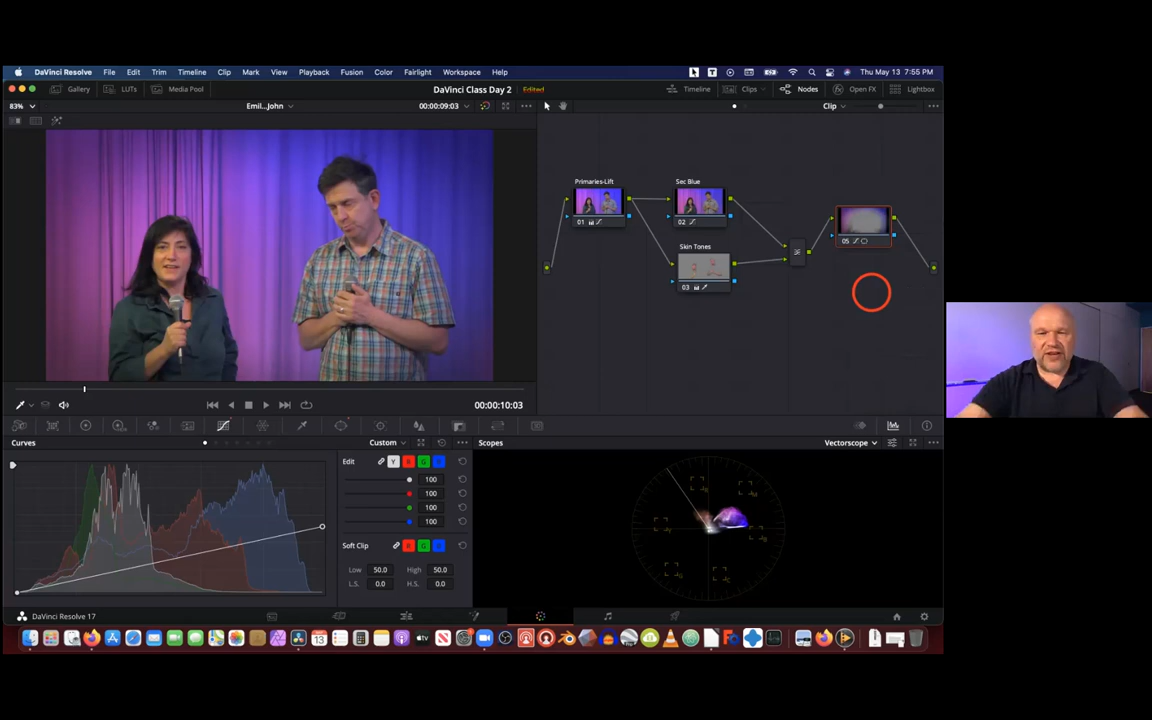 DaVinci Resolve File Edit Trim Timeline Clip Mark View Playback Fusion Color Fairlight Workspace Help Thu May 13 7:55 PM
Gallery LUTs Media Pool DaVinci Class Day 2 Edited Timeline Clips Nodes Open FX Lightbox
83% Emil...John 00:00:09:03 Clip
Primaries-Lift Sec Blue
01 02
Skin Tones
05
03
00:00:10:03
Curves Custom Scopes Vectorscope
Edit Y R G B
100
100
100
100
Soft Clip R G B
Low 50.0 High 50.0
L.S. 0.0 H.S. 0.0
DaVinci Resolve 17